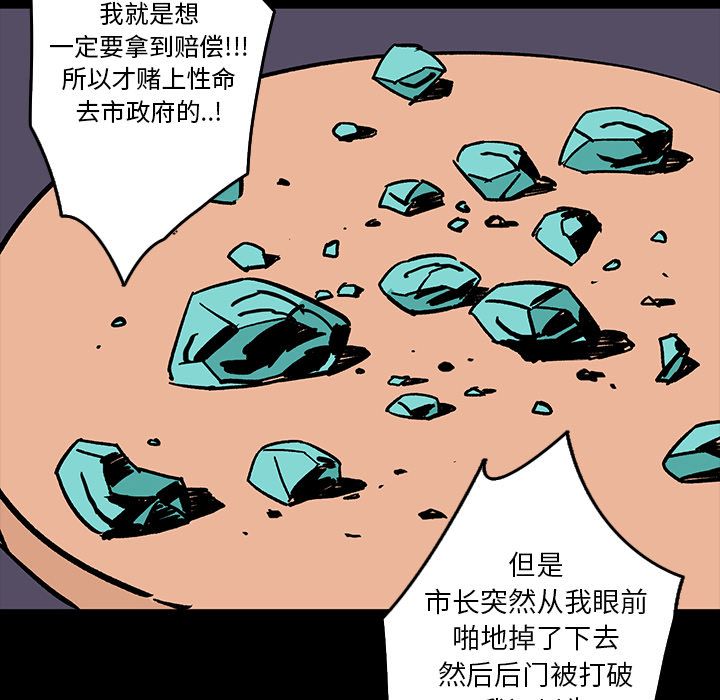 我就是想
一定要拿到赔偿!!!
所以才赌上性命
去市政府的..!
但是
市长突然从我眼前
啪地掉了下去
然后后门被打破